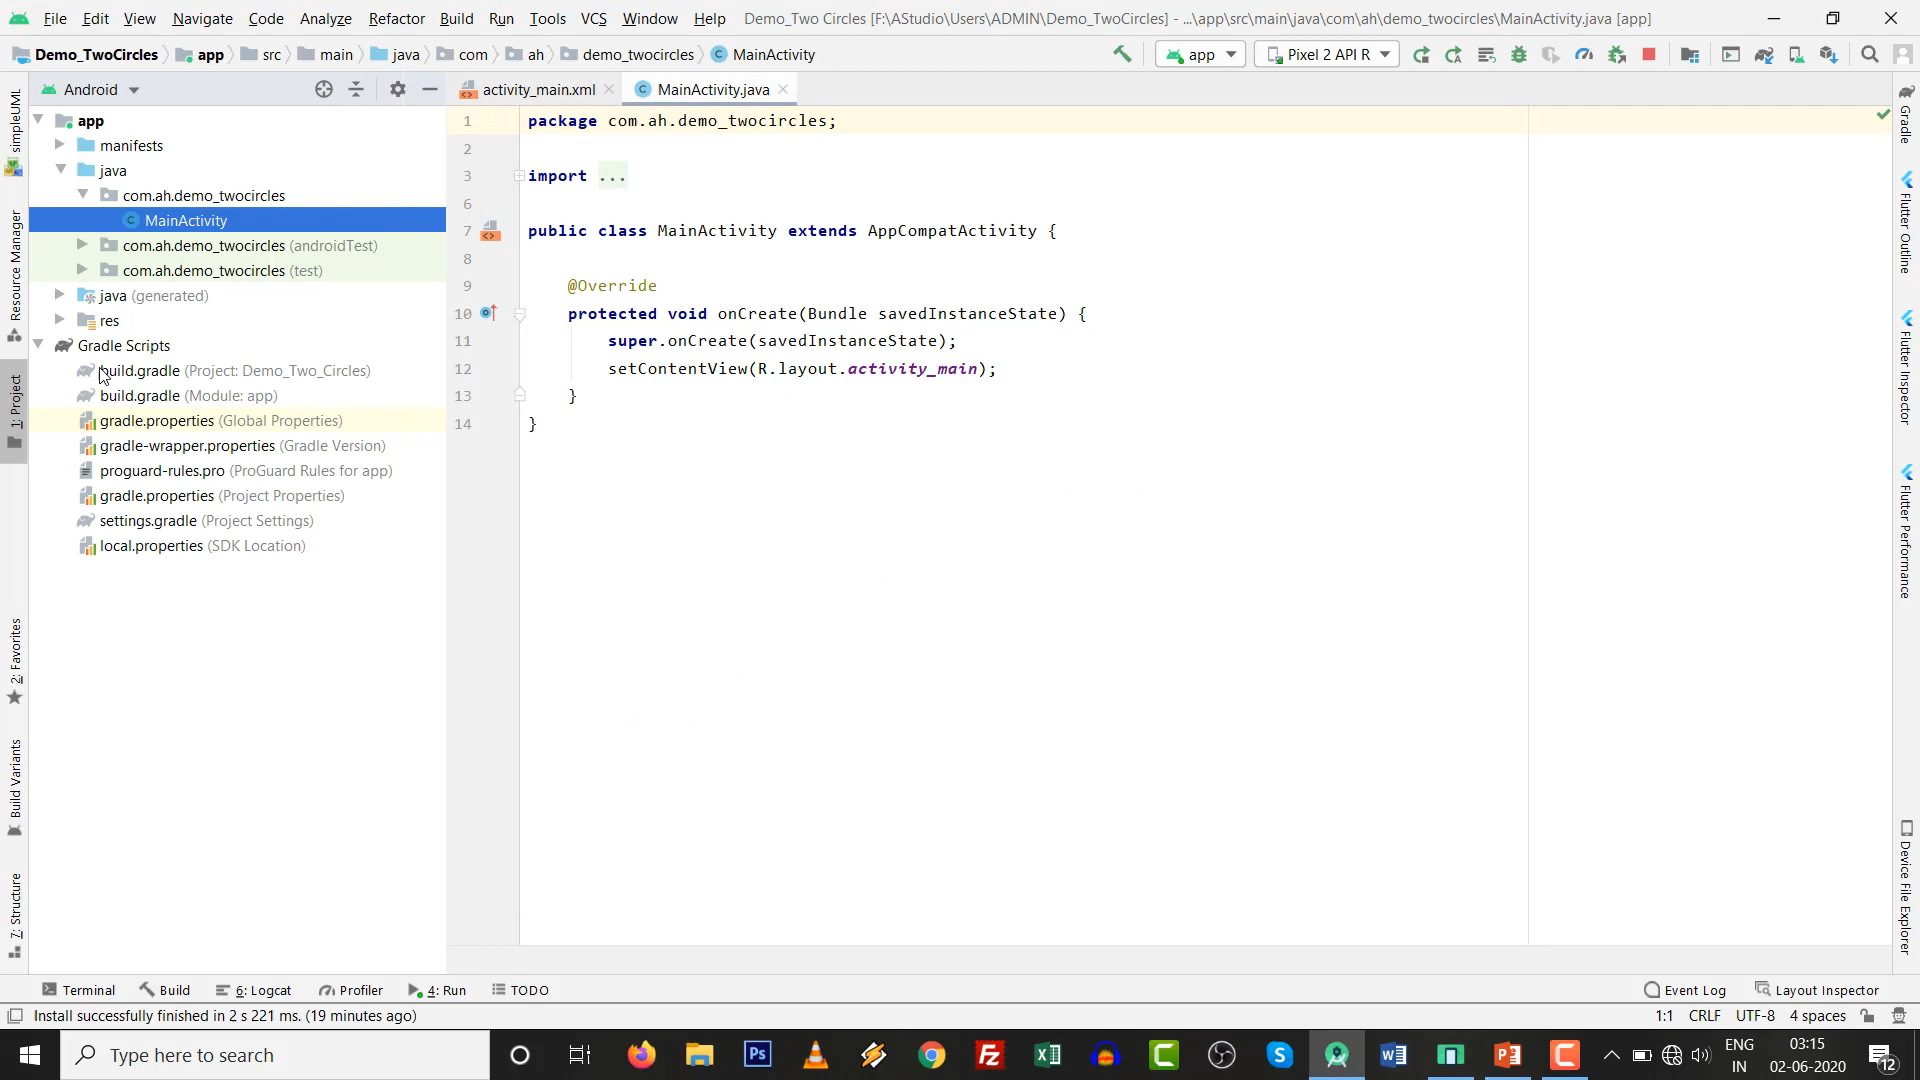 File Edit View Navigate Code Analyze Refactor Build Run Tools VCS Window Help Demo_Two Circles [F:\AStudio\Users\ADMIN\Demo_TwoCircles] - ...\app\src\main\java\com\ah\demo_twocircles\MainActivity.java [app]
Demo_TwoCircles app src main java com ah demo_twocircles MainActivity app Pixel 2 API R
Android
activity_main.xml MainActivity.java
app
manifests
java
com.ah.demo_twocircles
MainActivity
com.ah.demo_twocircles (androidTest)
com.ah.demo_twocircles (test)
java (generated)
res
Gradle Scripts
build.gradle (Project: Demo_Two_Circles)
build.gradle (Module: app)
gradle.properties (Global Properties)
gradle-wrapper.properties (Gradle Version)
proguard-rules.pro (ProGuard Rules for app)
gradle.properties (Project Properties)
settings.gradle (Project Settings)
local.properties (SDK Location)
1 package com.ah.demo_twocircles;
2
3 import ...
6
7 public class MainActivity extends AppCompatActivity {
8
9 @Override
10 protected void onCreate(Bundle savedInstanceState) {
11 super.onCreate(savedInstanceState);
12 setContentView(R.layout.activity_main);
13 }
14 }
simpleUML
Resource Manager
1: Project
2: Favorites
Build Variants
7: Structure
Gradle
Flutter Outline
Flutter Inspector
Flutter Performance
Device File Explorer
Terminal Build 6: Logcat Profiler 4: Run TODO Event Log Layout Inspector
Install successfully finished in 2 s 221 ms. (19 minutes ago) 1:1 CRLF UTF-8 4 spaces
Type here to search
Ps
ENG
IN
03:15
02-06-2020
12